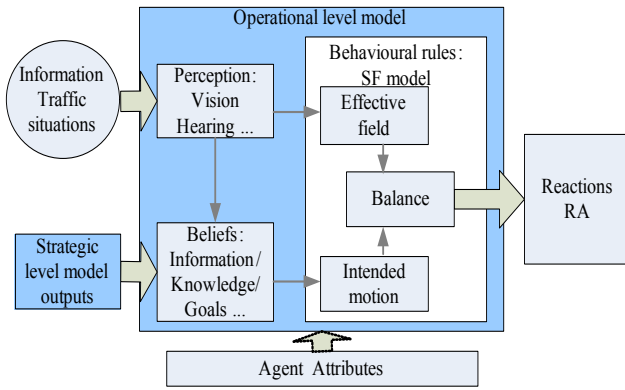 Operational level model
Information
Traffic
situations
Perception:
Vision
Hearing ...
Behavioural rules:
SF model
Effective
field
Balance
Reactions
RA
Strategic
level model
outputs
Beliefs:
Information/
Knowledge/
Goals ...
Intended
motion
Agent Attributes